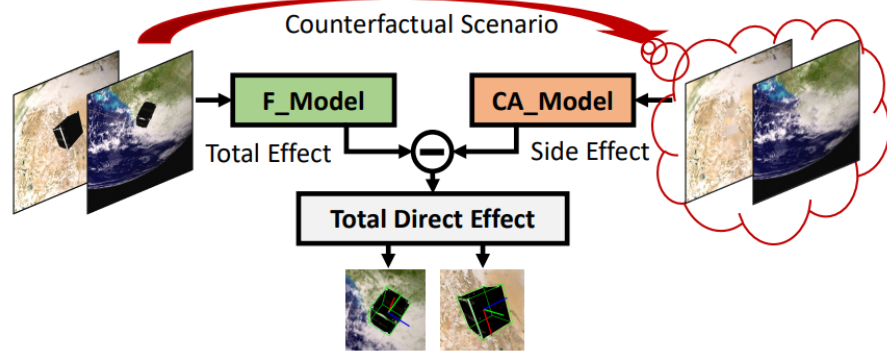 Counterfactual Scenario
F_Model
CA_Model
Total Effect
Side Effect
Total Direct Effect